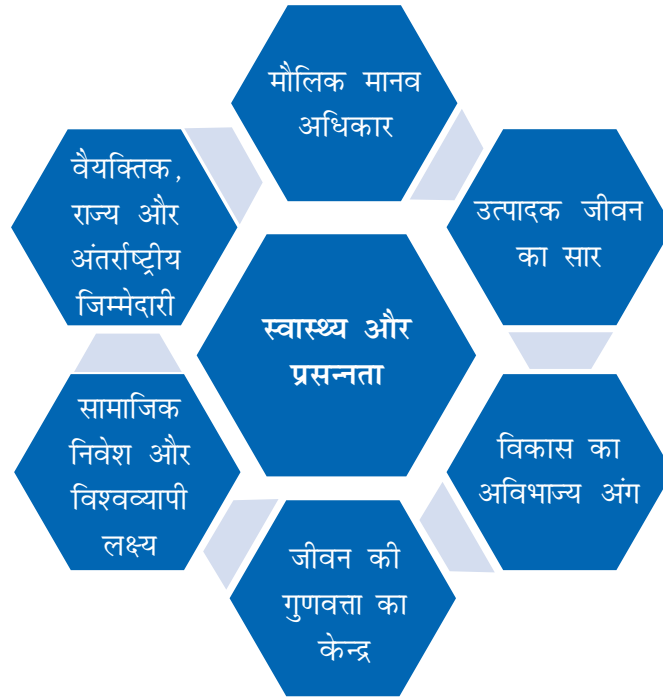 मौलिक मानव
अधिकार
उत्पादक जीवन
का सार
विकास का
अविभाज्य अंग
जीवन की
गुणवत्ता का
केन्द्र
सामाजिक
निवेश और
विश्वव्यापी
लक्ष्य
वैयक्तिक,
राज्य और
अंतर्राष्ट्रीय
जिम्मेदारी
स्वास्थ्य और
प्रसन्नता